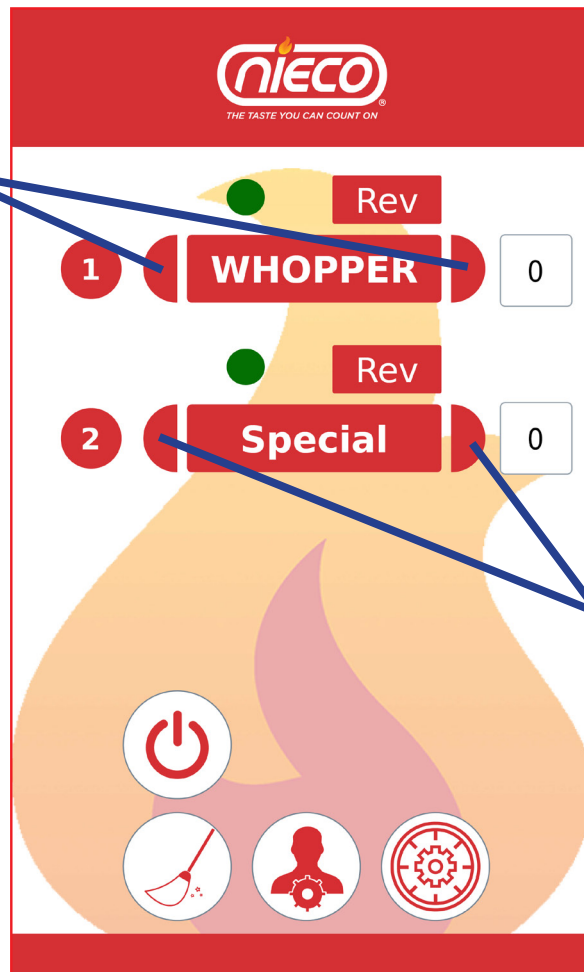 nieco®
THE TASTE YOU CAN COUNT ON
Rev
1 WHOPPER 0
Rev
2 Special 0